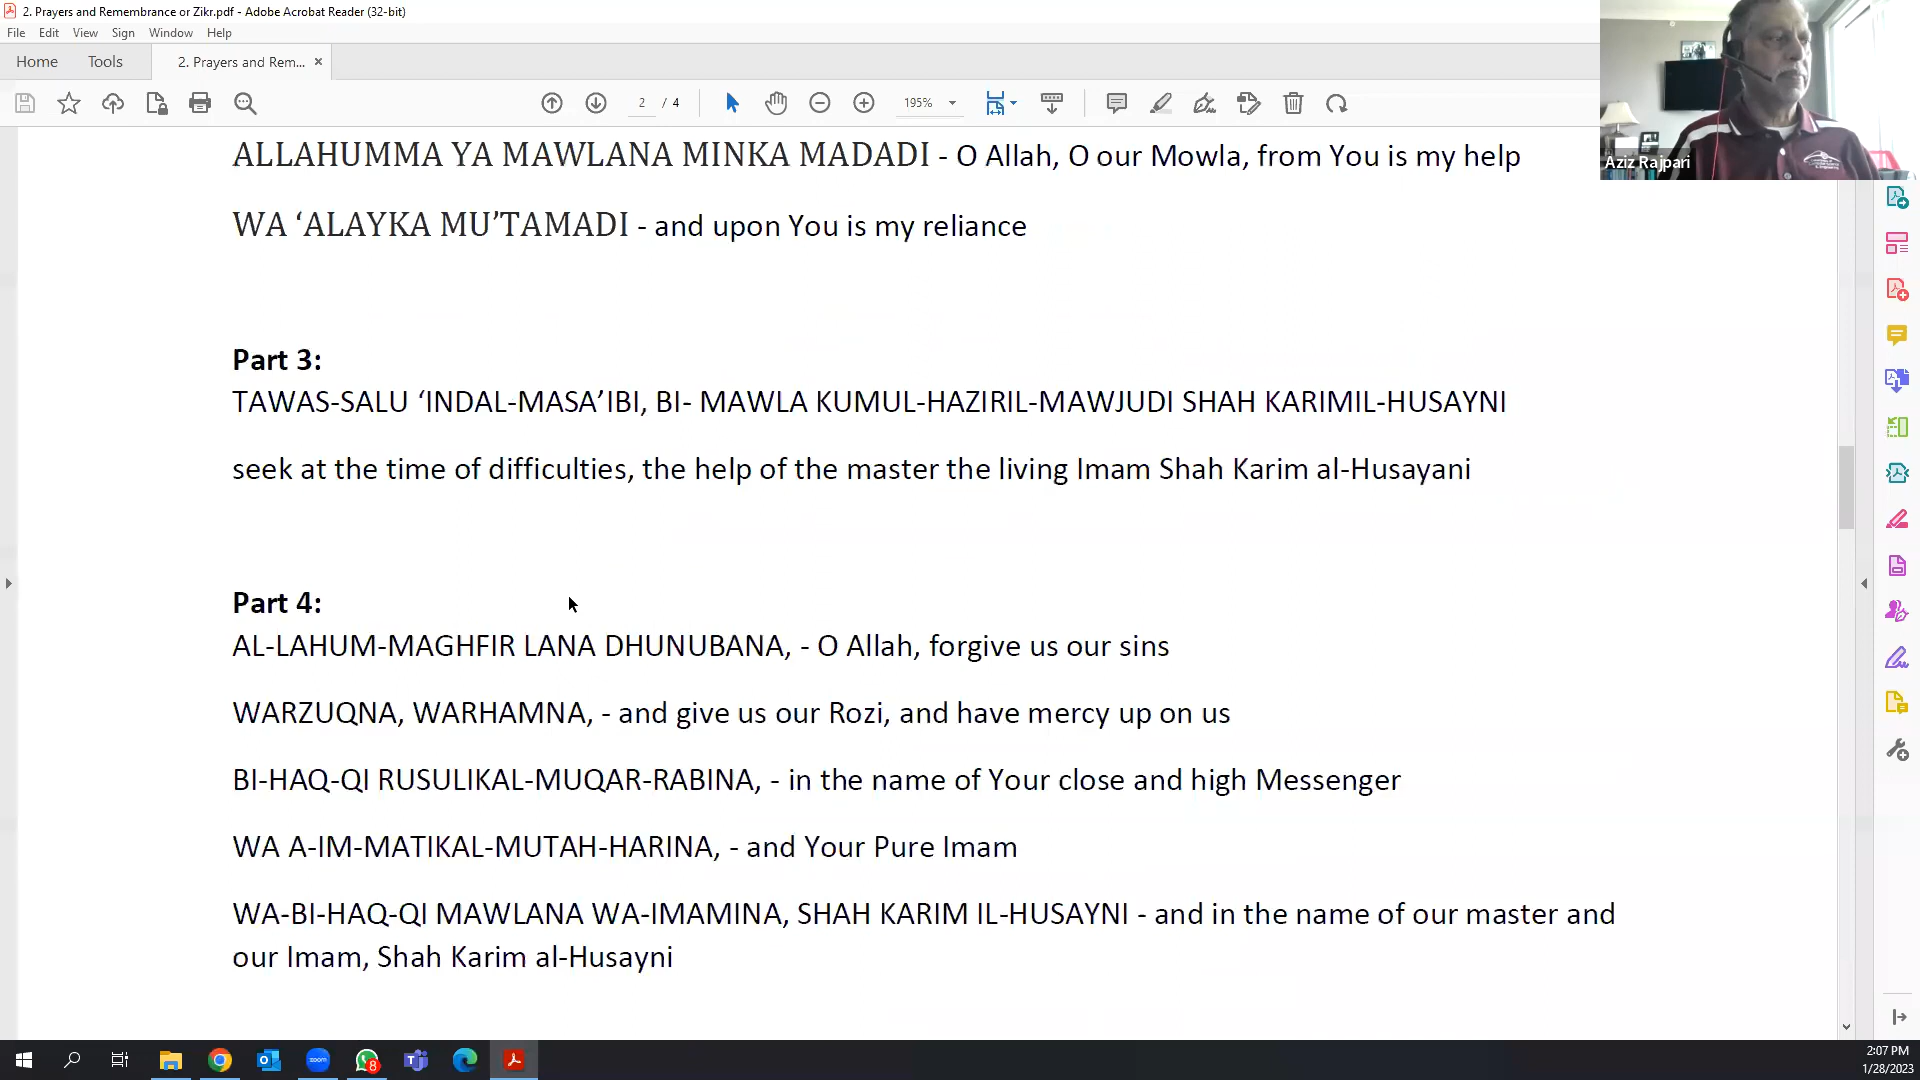 2. Prayers and Remembrance or Zikr.pdf - Adobe Acrobat Reader (32-bit)
File Edit View Sign Window Help
Home Tools 2. Prayers and Rem... ×
2 / 4 195%
Aziz Rajpari
ALLAHUMMA YA MAWLANA MINKA MADADI - O Allah, O our Mowla, from You is my help
WA ‘ALAYKA MU’TAMADI - and upon You is my reliance
Part 3:
TAWAS-SALU ‘INDAL-MASA’IBI, BI- MAWLA KUMUL-HAZIRIL-MAWJUDI SHAH KARIMIL-HUSAYNI
seek at the time of difficulties, the help of the master the living Imam Shah Karim al-Husayani
Part 4:
AL-LAHUM-MAGHFIR LANA DHUNUBANA, - O Allah, forgive us our sins
WARZUQNA, WARHAMNA, - and give us our Rozi, and have mercy up on us
BI-HAQ-QI RUSULIKAL-MUQAR-RABINA, - in the name of Your close and high Messenger
WA A-IM-MATIKAL-MUTAH-HARINA, - and Your Pure Imam
WA-BI-HAQ-QI MAWLANA WA-IMAMINA, SHAH KARIM IL-HUSAYNI - and in the name of our master and
our Imam, Shah Karim al-Husayni
zoom
8
2:07 PM
1/28/2023